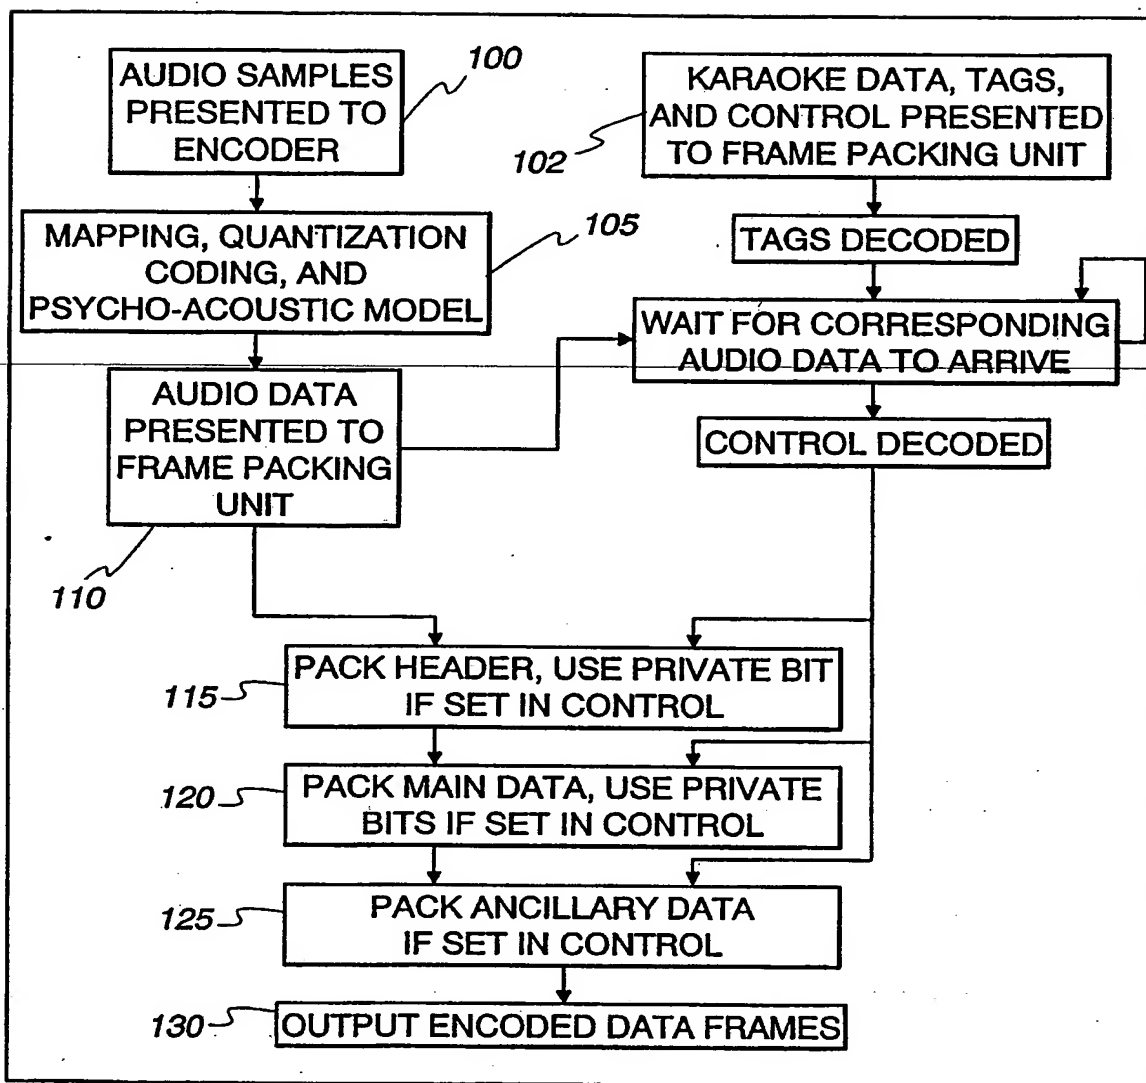 AUDIO SAMPLES
PRESENTED TO
ENCODER
100
KARAOKE DATA, TAGS,
AND CONTROL PRESENTED
TO FRAME PACKING UNIT
102
MAPPING, QUANTIZATION
CODING, AND
PSYCHO-ACOUSTIC MODEL
105
TAGS DECODED
WAIT FOR CORRESPONDING
AUDIO DATA TO ARRIVE
AUDIO DATA
PRESENTED TO
FRAME PACKING
UNIT
110
CONTROL DECODED
PACK HEADER, USE PRIVATE BIT
IF SET IN CONTROL
115
PACK MAIN DATA, USE PRIVATE
BITS IF SET IN CONTROL
120
PACK ANCILLARY DATA
IF SET IN CONTROL
125
OUTPUT ENCODED DATA FRAMES
130